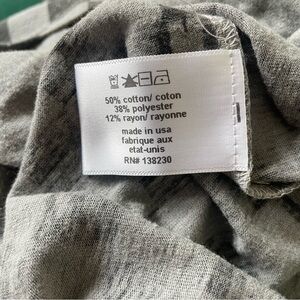 50% cotton/ coton
38% polyester
12% rayon/ rayonne
made in usa
fabrique aux
etat-unis
RN# 138230